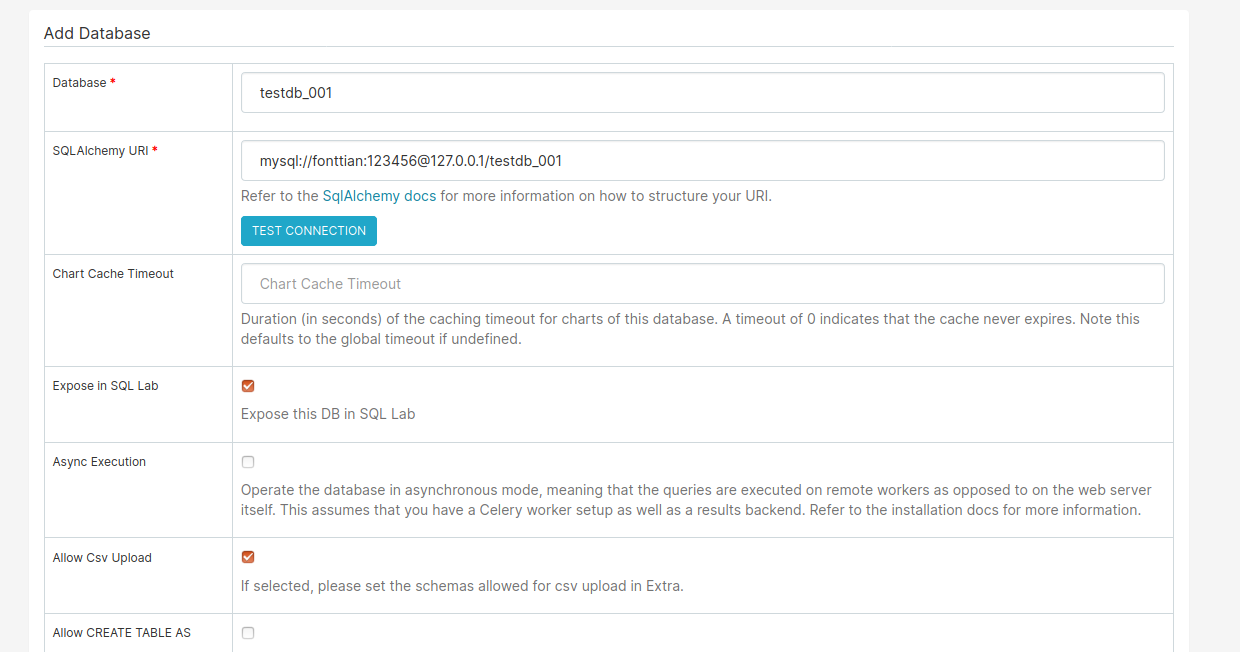 Add Database
Database *
testdb_001
SQLAlchemy URI *
mysql://fonttian:123456@127.0.0.1/testdb_001
Refer to the SqlAlchemy docs for more information on how to structure your URI.
TEST CONNECTION
Chart Cache Timeout
Chart Cache Timeout
Duration (in seconds) of the caching timeout for charts of this database. A timeout of 0 indicates that the cache never expires. Note this
defaults to the global timeout if undefined.
Expose in SQL Lab
Expose this DB in SQL Lab
Async Execution
Operate the database in asynchronous mode, meaning that the queries are executed on remote workers as opposed to on the web server
itself. This assumes that you have a Celery worker setup as well as a results backend. Refer to the installation docs for more information.
Allow Csv Upload
If selected, please set the schemas allowed for csv upload in Extra.
Allow CREATE TABLE AS